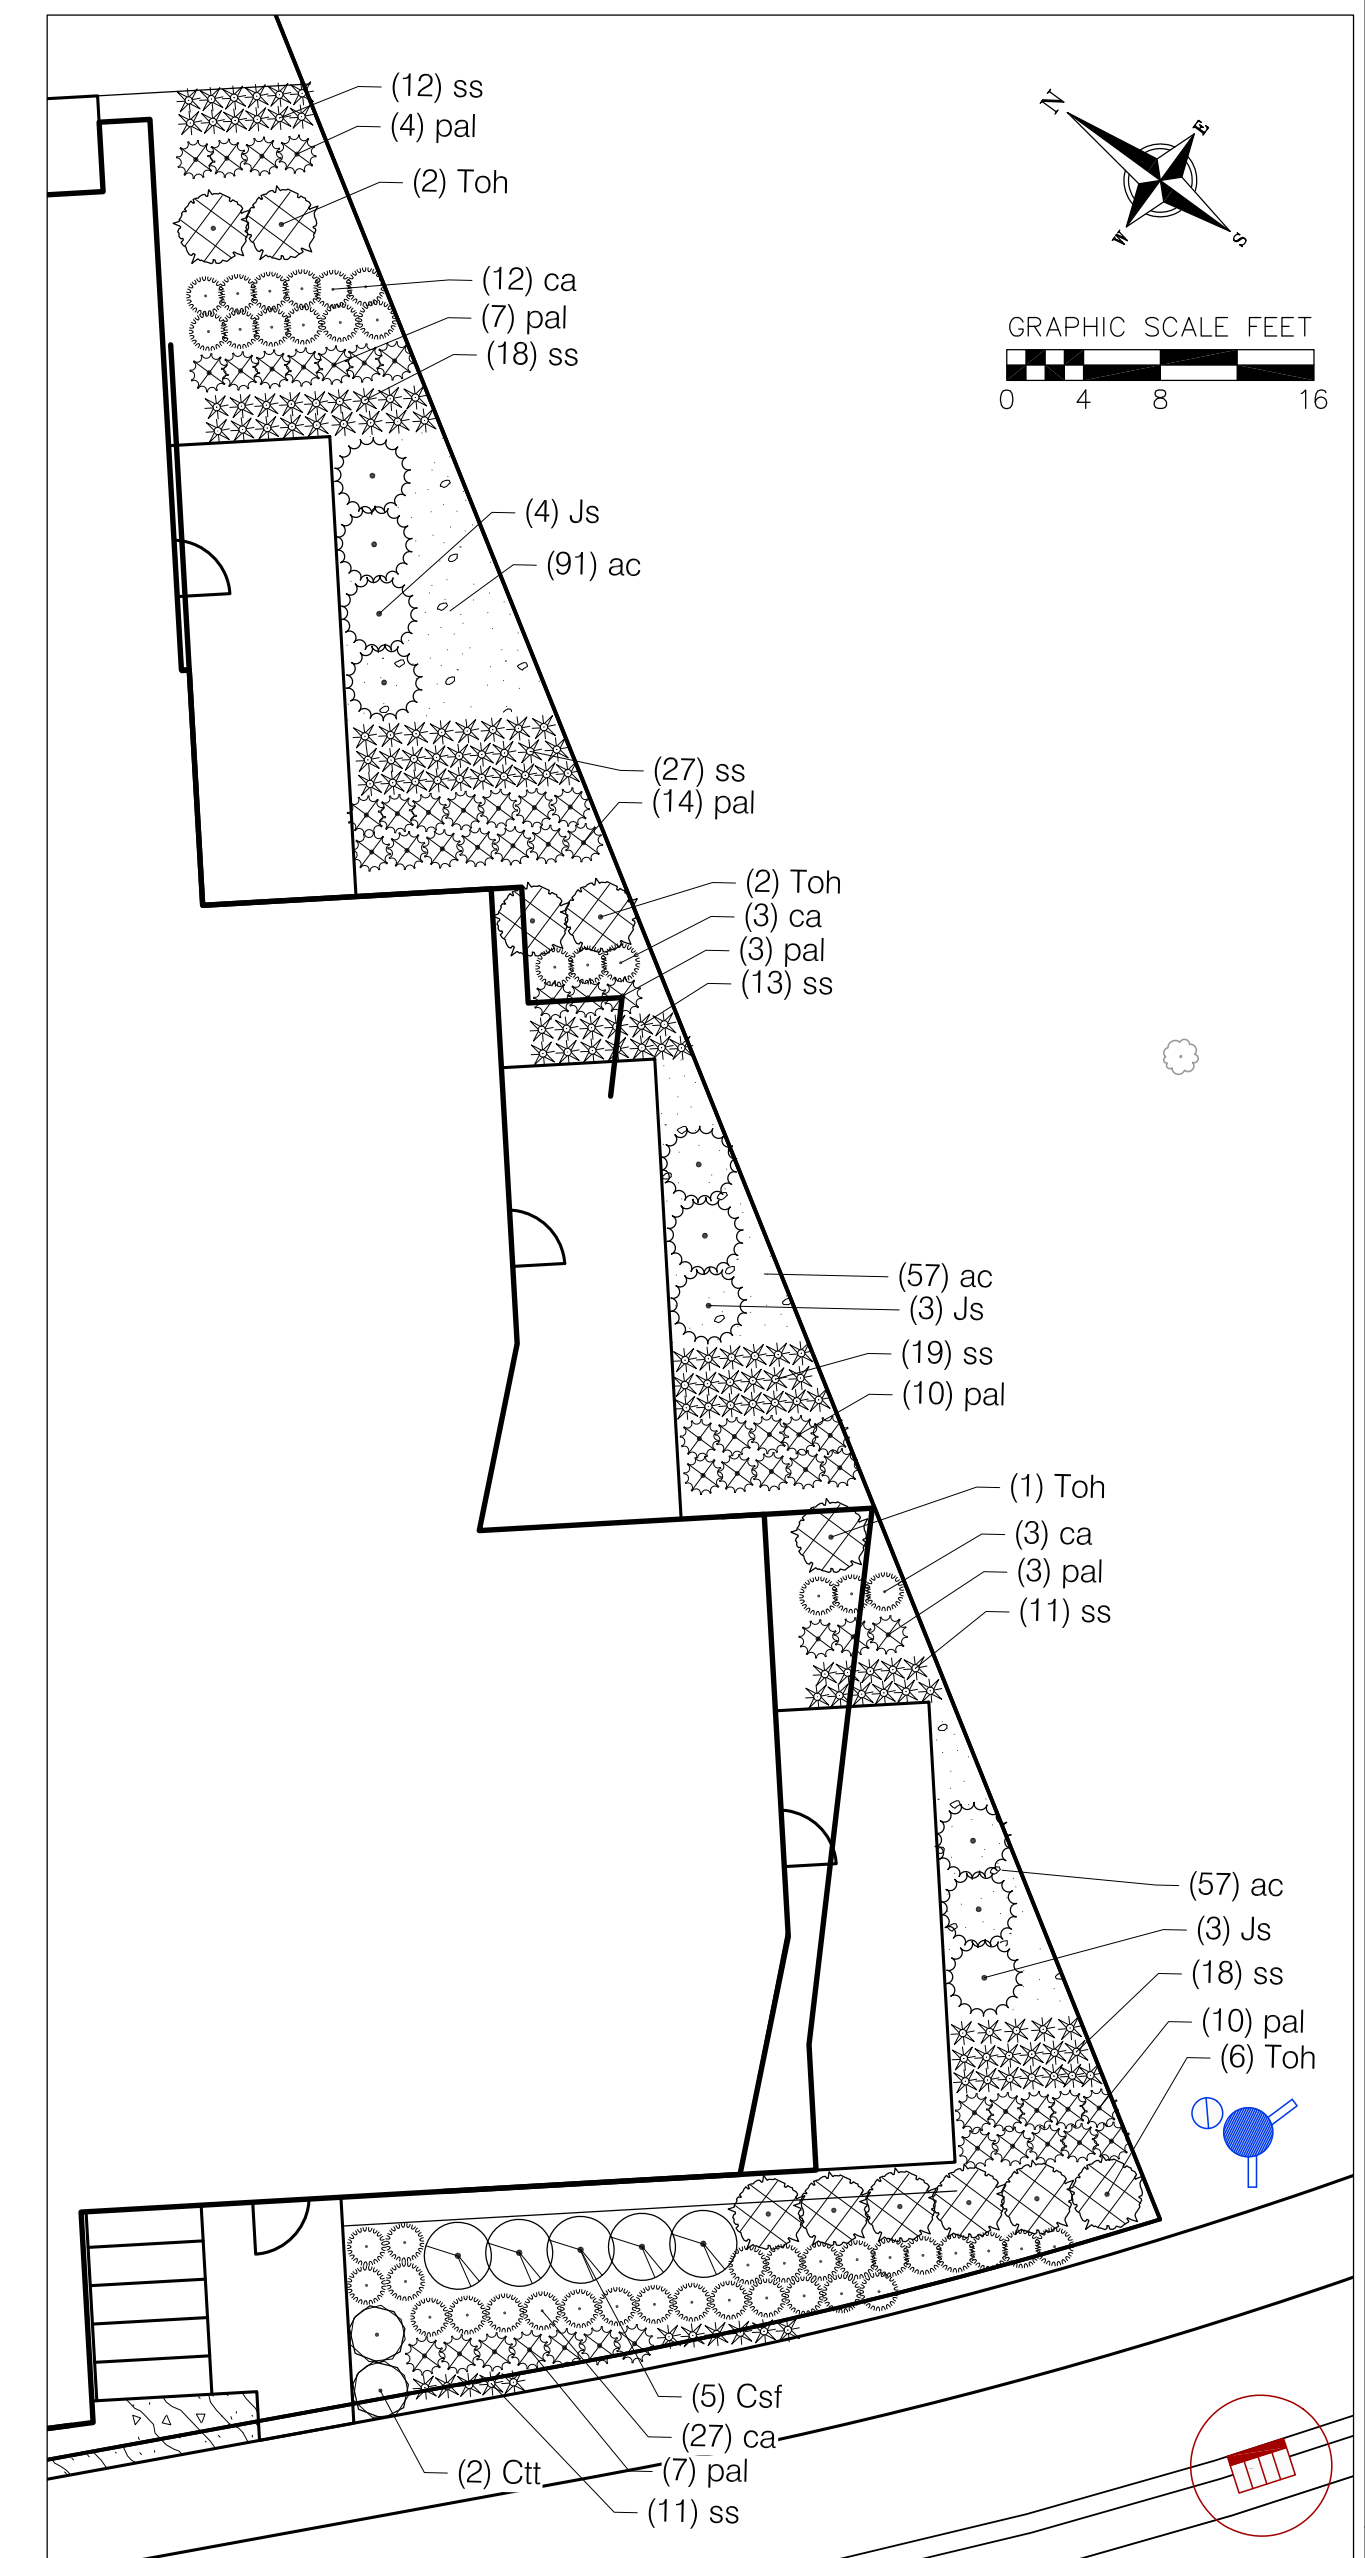 (12) ss
(4) pal
(2) Toh
N
E
W
S
(12) ca
(7) pal
(18) ss
GRAPHIC SCALE FEET
0 4 8 16
(4) Js
(91) ac
(27) ss
(14) pal
(2) Toh
(3) ca
(3) pal
(13) ss
(57) ac
(3) Js
(19) ss
(10) pal
(1) Toh
(3) ca
(3) pal
(11) ss
(57) ac
(3) Js
(18) ss
(10) pal
(6) Toh
(5) Csf
(27) ca
(2) Ctt
(7) pal
(11) ss